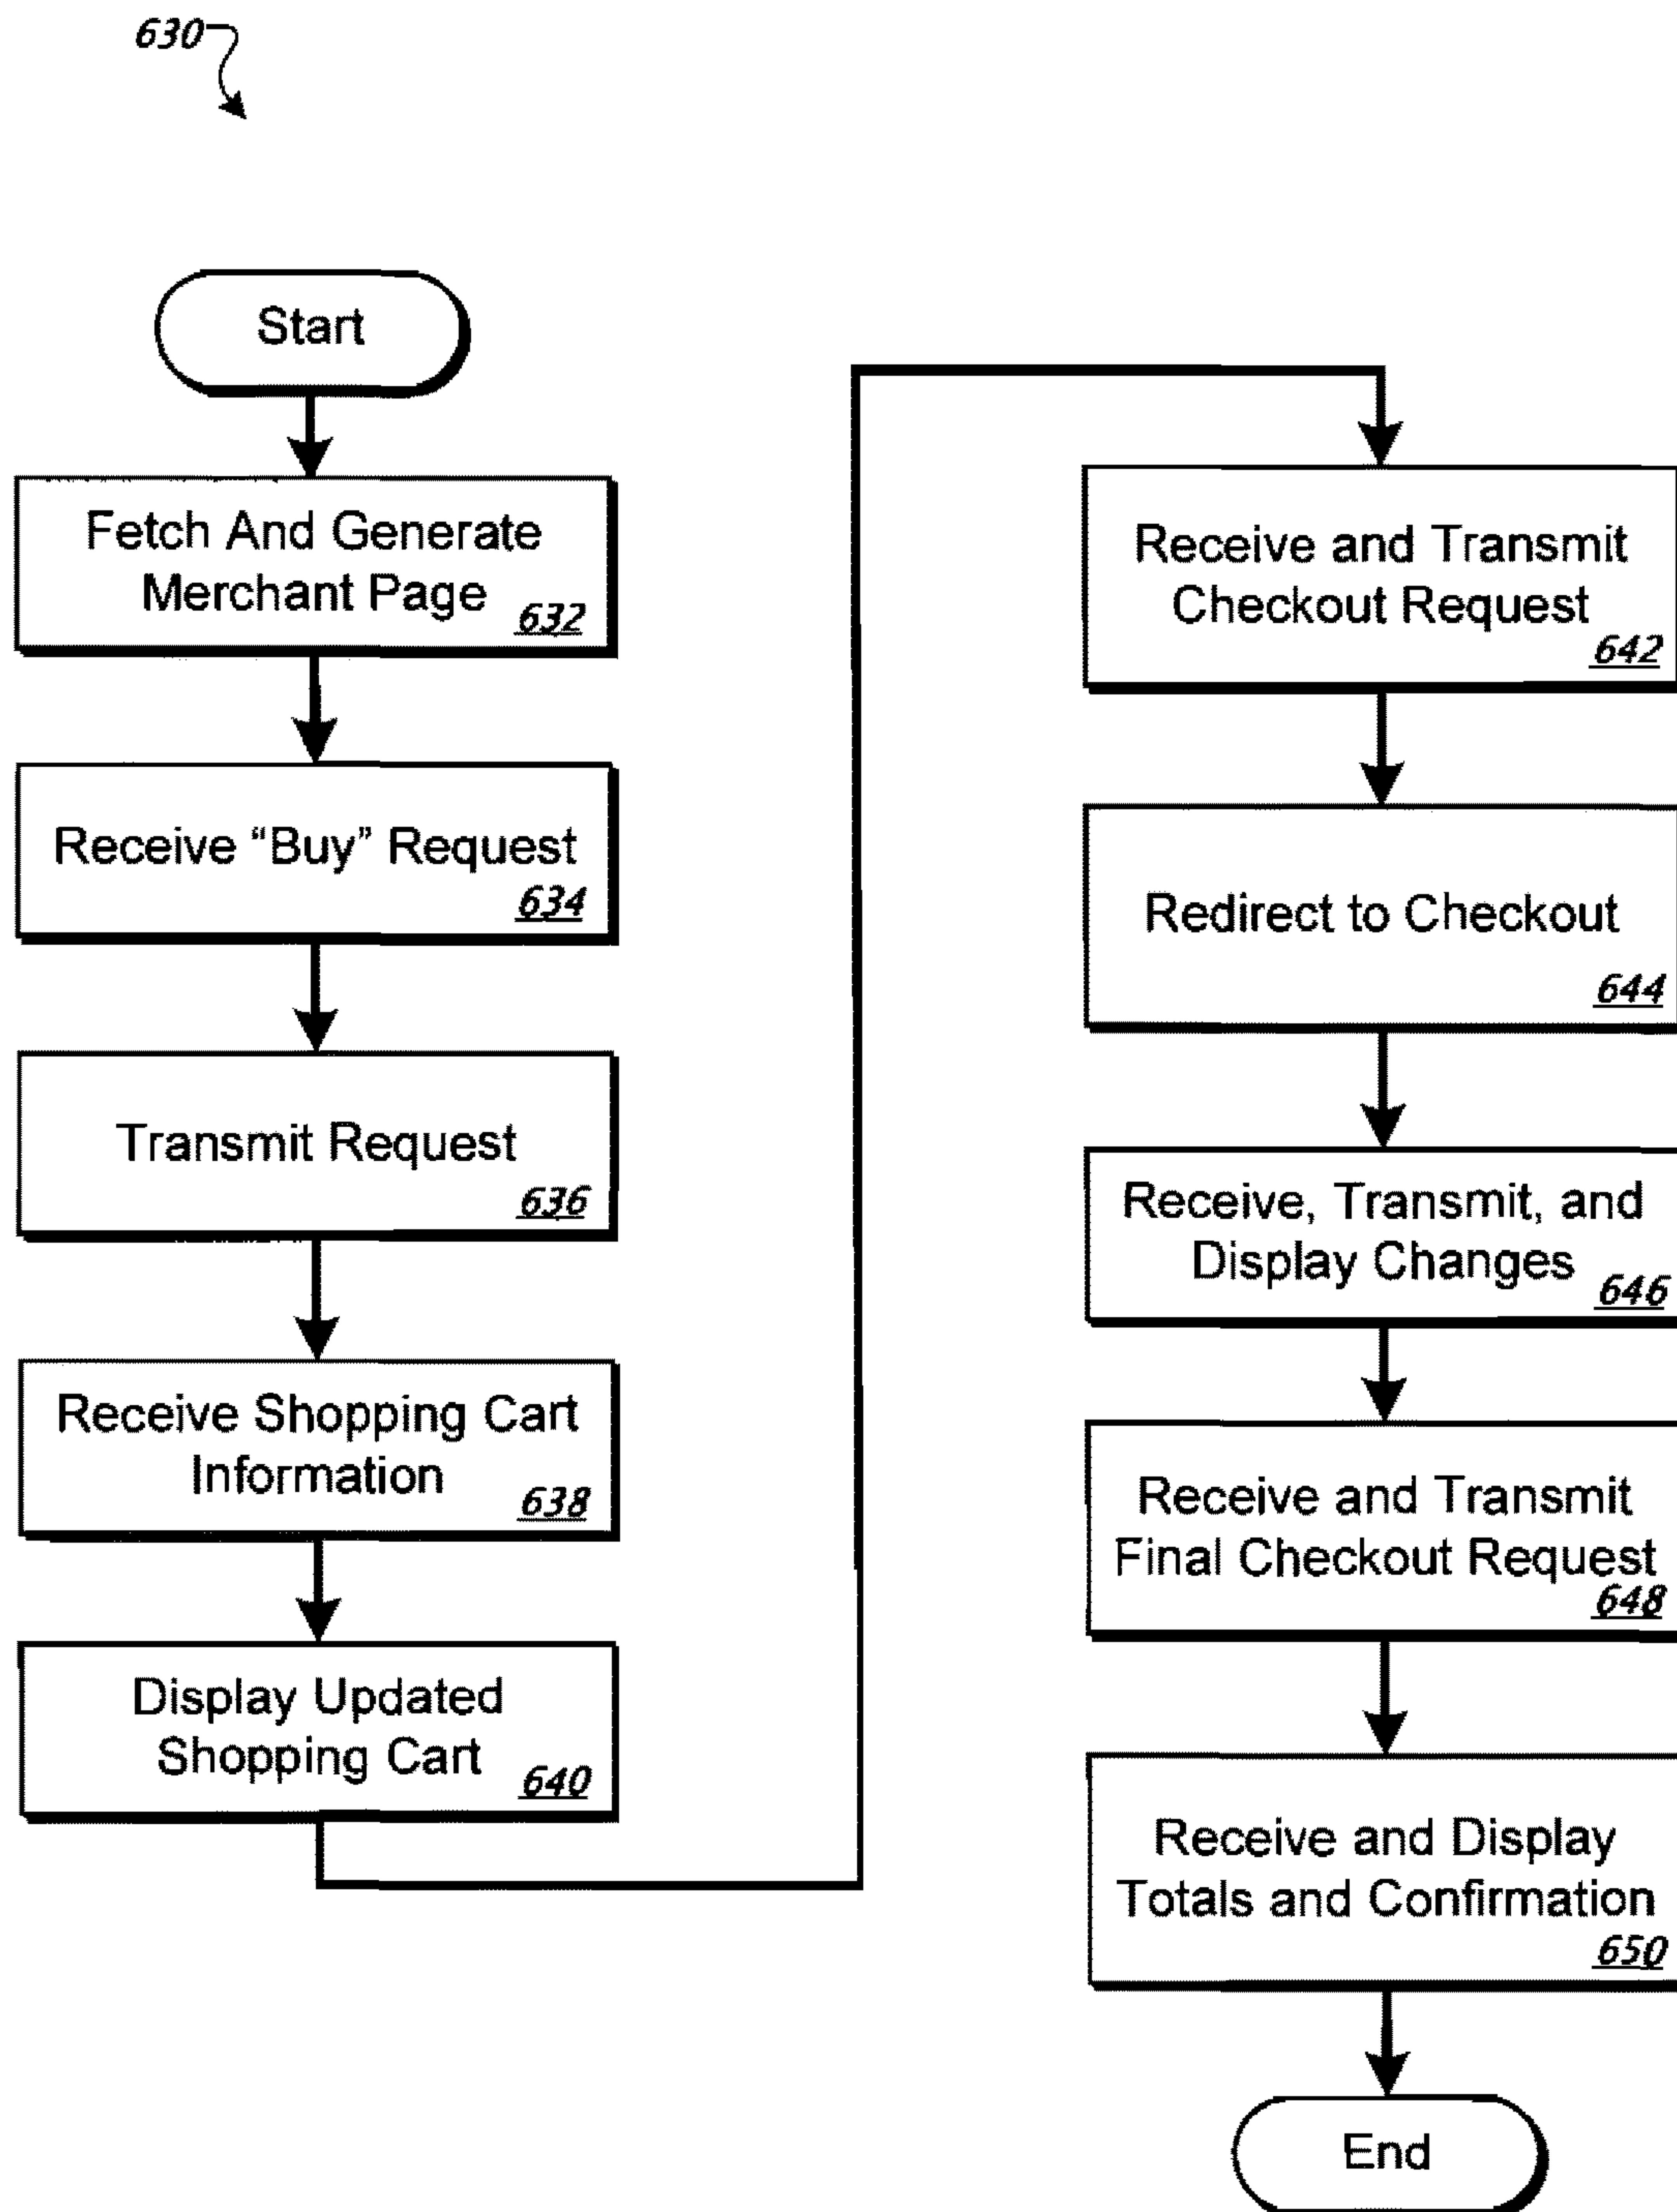 630
Start
Fetch And Generate
Merchant Page
632
Receive “Buy” Request
634
Transmit Request
636
Receive Shopping Cart
Information
638
Display Updated
Shopping Cart
640
Receive and Transmit
Checkout Request
642
Redirect to Checkout
644
Receive, Transmit, and
Display Changes
646
Receive and Transmit
Final Checkout Request
648
Receive and Display
Totals and Confirmation
650
End